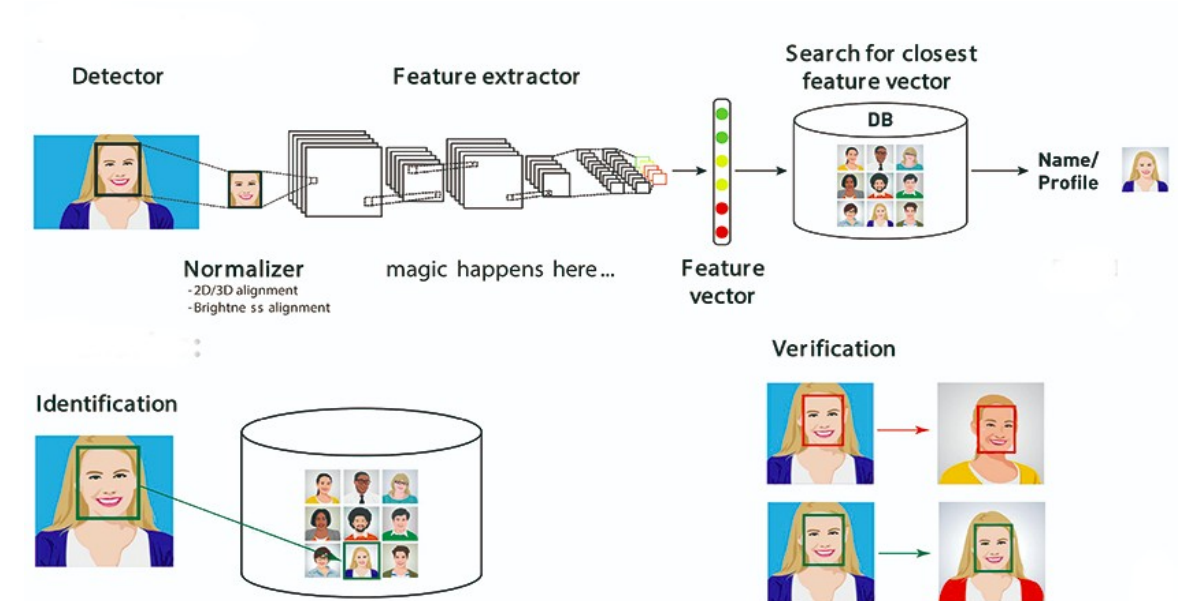 Detector
Feature extractor
Search for closest
feature vector
DB
Name/
Profile
Normalizer
-2D/3D alignment
-Brightne ss alignment
magic happens here...
Feature
vector
:
Verification
Identification